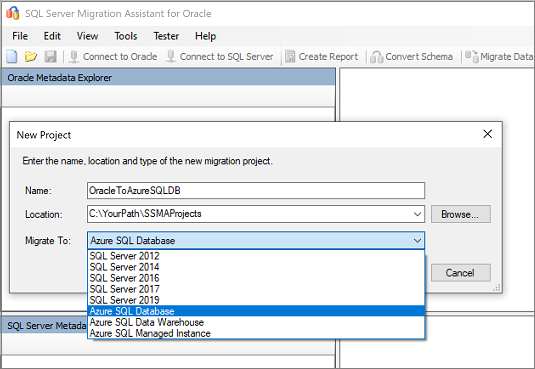 SQL Server Migration Assistant for Oracle
File Edit View Tools Tester Help
Connect to Oracle Connect to SQL Server Create Report Convert Schema Migrate Data
Oracle Metadata Explorer
New Project
Enter the name, location and type of the new migration project.
Name: OracleToAzureSQLDB
Location: C:\YourPath\SSMAProjects Browse...
Migrate To: Azure SQL Database
SQL Server 2012
SQL Server 2014
SQL Server 2016
SQL Server 2017
Cancel
SQL Server 2019
Azure SQL Database
Azure SQL Data Warehouse
SQL Server Metada
Azure SQL Managed Instance